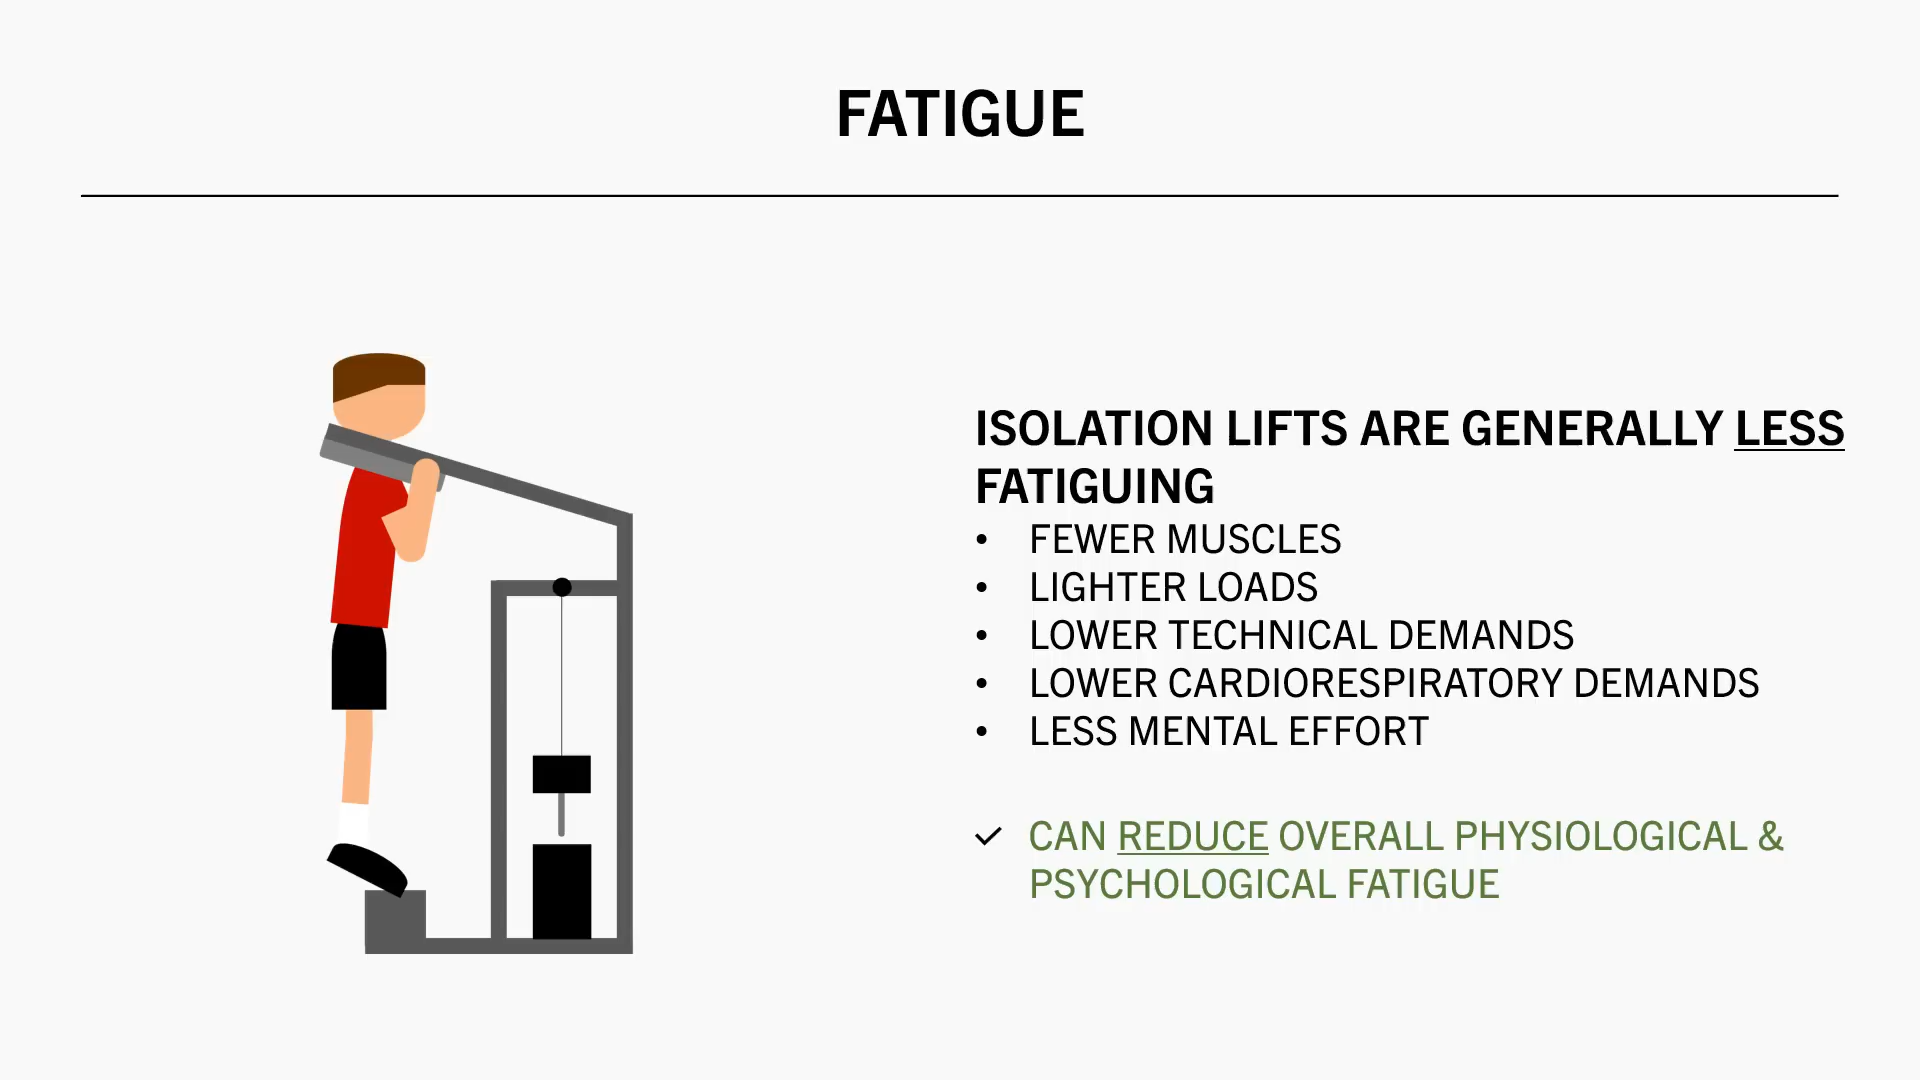 FATIGUE
ISOLATION LIFTS ARE GENERALLY LESS
FATIGUING
• FEWER MUSCLES
• LIGHTER LOADS
• LOWER TECHNICAL DEMANDS
• LOWER CARDIORESPIRATORY DEMANDS
• LESS MENTAL EFFORT
✓ CAN REDUCE OVERALL PHYSIOLOGICAL &
PSYCHOLOGICAL FATIGUE